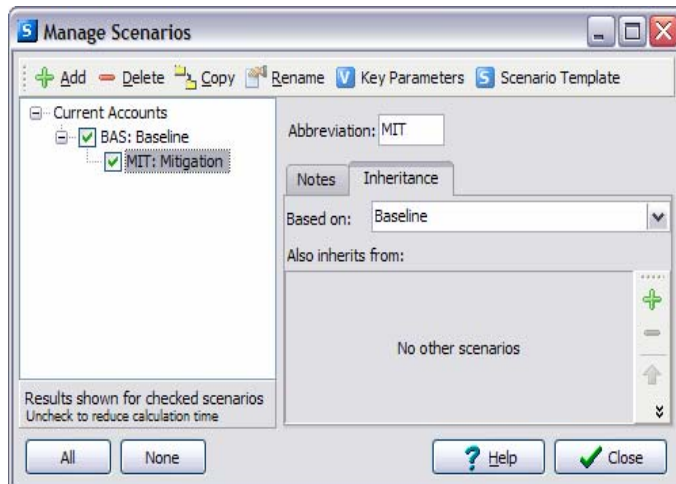 S Manage Scenarios
Add Delete Copy Rename V Key Parameters S Scenario Template
Current Accounts
BAS: Baseline
MIT: Mitigation
Abbreviation: MIT
Notes Inheritance
Based on: Baseline
Also inherits from:
No other scenarios
Results shown for checked scenarios
Uncheck to reduce calculation time
All None ? Help Close